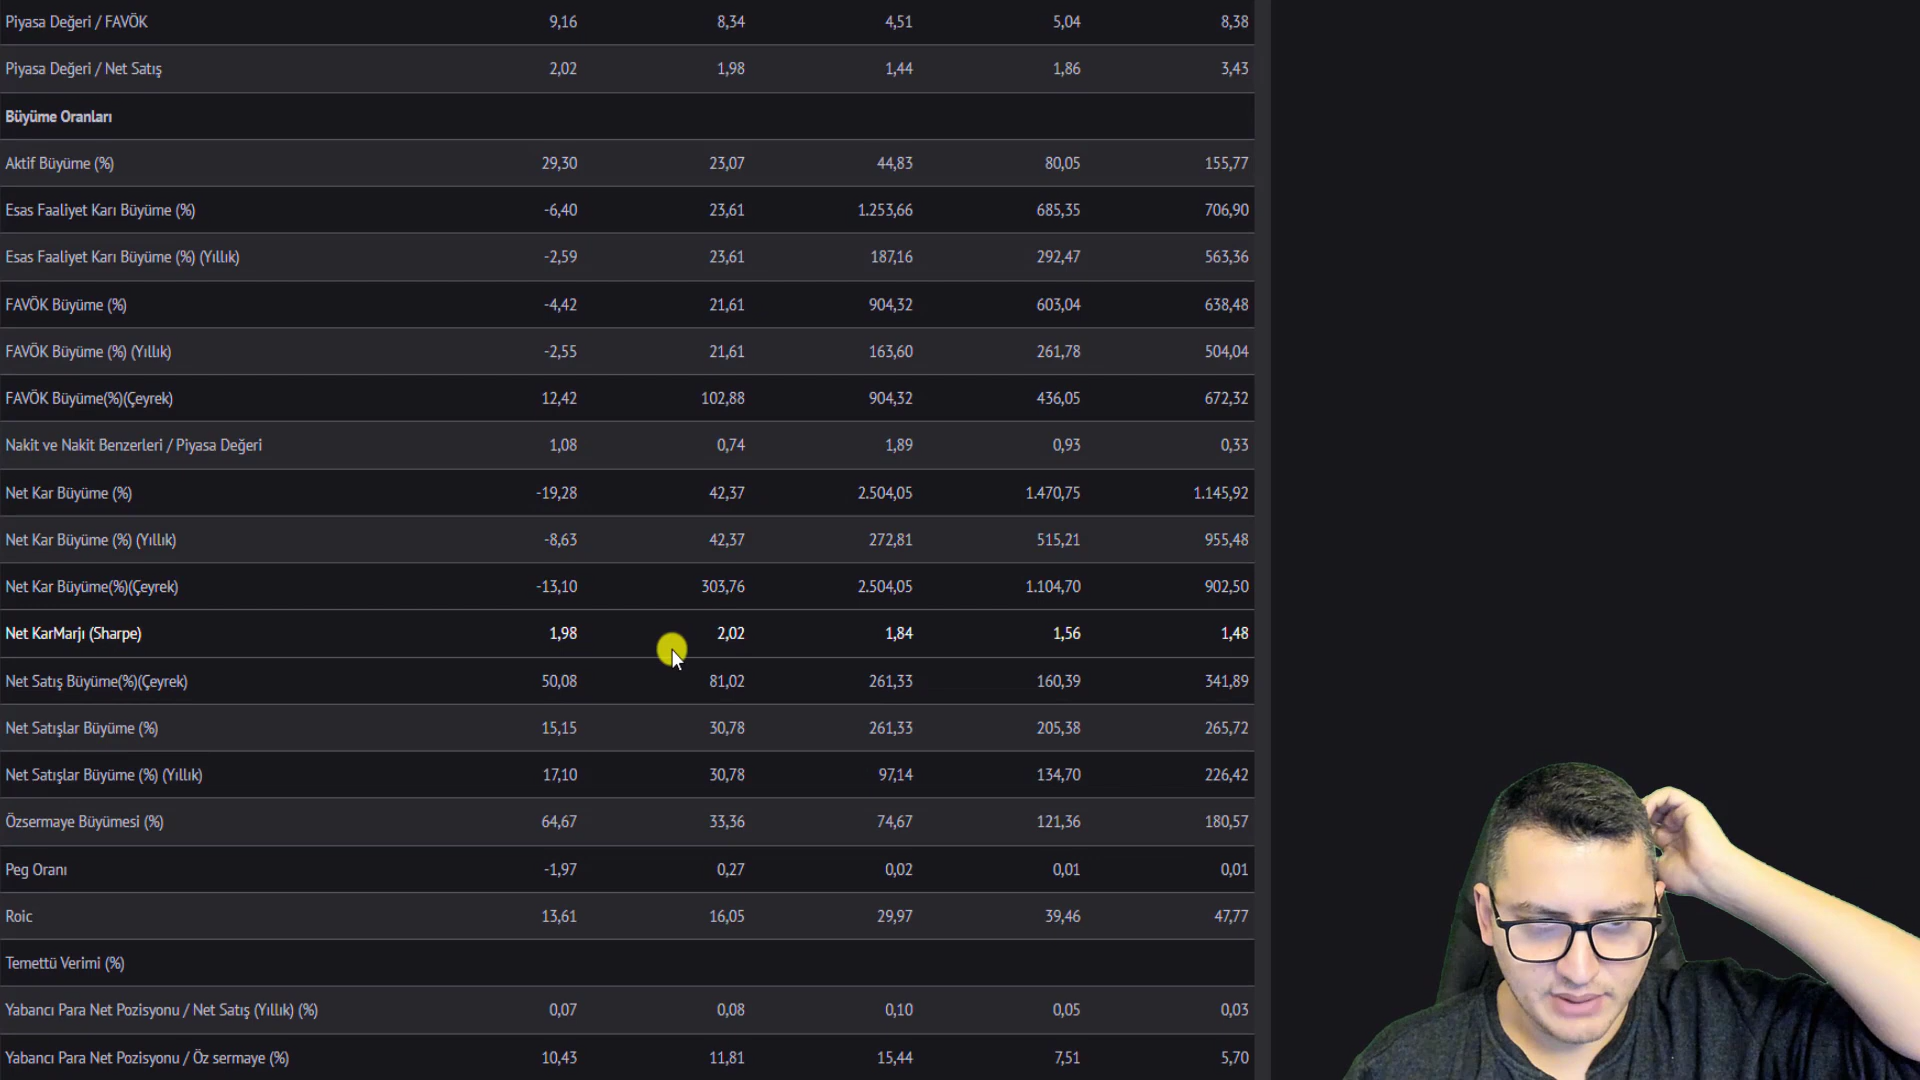 Piyasa Değeri / FAVÖK 9,16 8,34 4,51 5,04 8,38
Piyasa Değeri / Net Satış 2,02 1,98 1,44 1,86 3,43
Büyüme Oranları
Aktif Büyüme (%) 29,30 23,07 44,83 80,05 155,77
Esas Faaliyet Karı Büyüme (%) -6,40 23,61 1.253,66 685,35 706,90
Esas Faaliyet Karı Büyüme (%) (Yıllık) -2,59 23,61 187,16 292,47 563,36
FAVÖK Büyüme (%) -4,42 21,61 904,32 603,04 638,48
FAVÖK Büyüme (%) (Yıllık) -2,55 21,61 163,60 261,78 504,04
FAVÖK Büyüme(%)(Çeyrek) 12,42 102,88 904,32 436,05 672,32
Nakit ve Nakit Benzerleri / Piyasa Değeri 1,08 0,74 1,89 0,93 0,33
Net Kar Büyüme (%) -19,28 42,37 2.504,05 1.470,75 1.145,92
Net Kar Büyüme (%) (Yıllık) -8,63 42,37 272,81 515,21 955,48
Net Kar Büyüme(%)(Çeyrek) -13,10 303,76 2.504,05 1.104,70 902,50
Net KarMarjı (Sharpe) 1,98 2,02 1,84 1,56 1,48
Net Satış Büyüme(%)(Çeyrek) 50,08 81,02 261,33 160,39 341,89
Net Satışlar Büyüme (%) 15,15 30,78 261,33 205,38 265,72
Net Satışlar Büyüme (%) (Yıllık) 17,10 30,78 97,14 134,70 226,42
Özsermaye Büyümesi (%) 64,67 33,36 74,67 121,36 180,57
Peg Oranı -1,97 0,27 0,02 0,01 0,01
Roic 13,61 16,05 29,97 39,46 47,77
Temettü Verimi (%)
Yabancı Para Net Pozisyonu / Net Satış (Yıllık) (%) 0,07 0,08 0,10 0,05 0,03
Yabancı Para Net Pozisyonu / Öz sermaye (%) 10,43 11,81 15,44 7,51 5,70